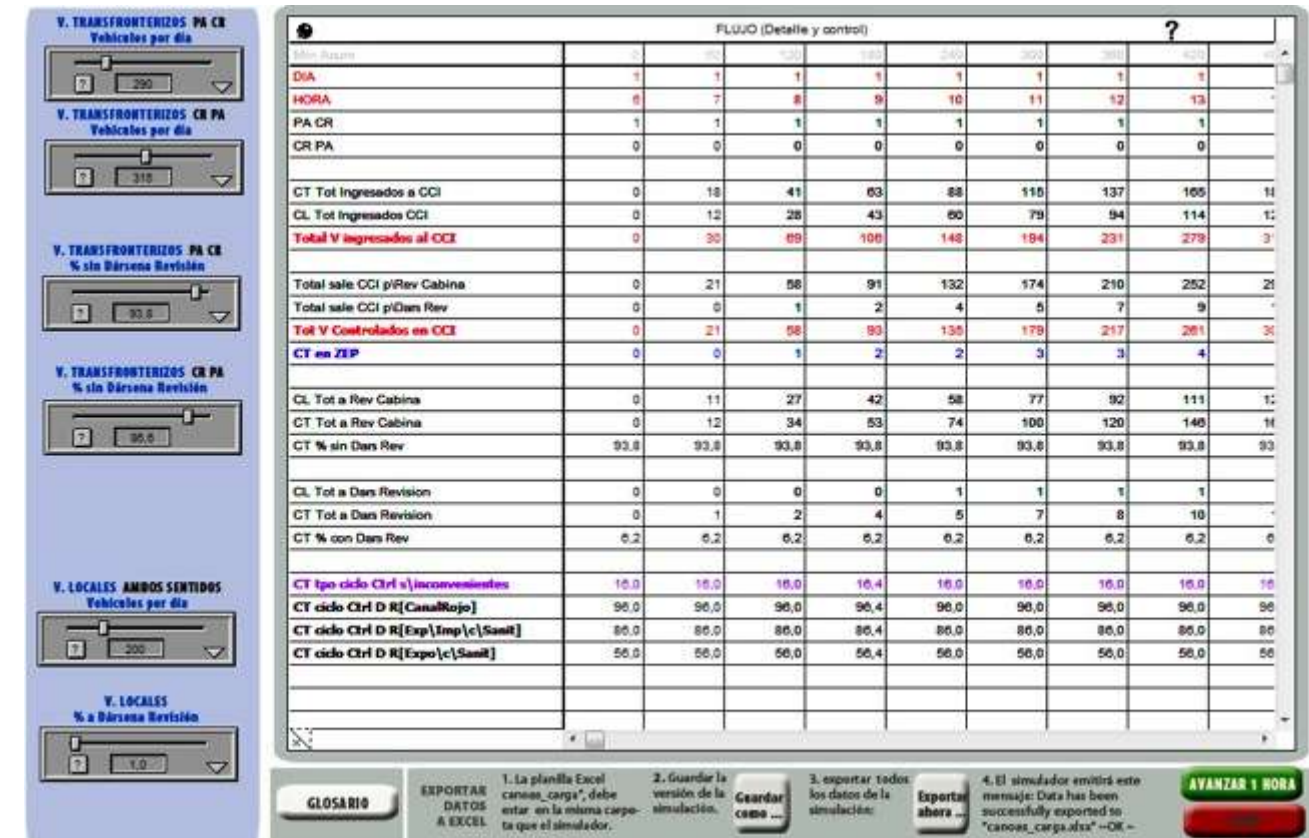 V. TRANSFRONTERIZOS PA CR
Vehículos por día
?
290
V. TRANSFRONTERIZOS CR PA
Vehículos por día
?
V. TRANSFRONTERIZOS PA CR
% sin Dársena Revisión
?
93,8
V. TRANSFRONTERIZOS CR PA
% sin Dársena Revisión
?
V. LOCALES AMBOS SENTIDOS
Vehículos por día
?
200
V. LOCALES
% a Dársena Revisión
?
1,0
FLUJO (Detalle y control) ?
DIA 1 1 1 1 1 1 1 1
HORA 6 7 8 9 10 11 12 13
PA CR 1 1 1 1 1 1 1 1
CR PA 0 0 0 0 0 0 0 0
CT Tot Ingresados a CCI 0 18 41 63 88 115 137 165
CL Tot Ingresados CCI 0 12 28 43 60 79 94 114
Total V ingresados al CCI 0 30 69 106 148 194 231 279
Total sale CCI p\Rev Cabina 0 21 58 91 132 174 210 252
Total sale CCI p\Dars Rev 0 0 1 2 4 5 7 9
Tot V Controlados en CCI 0 21 58 93 135 179 217 261
CT en ZEP 0 0 1 2 2 3 3 4
CL Tot a Rev Cabina 0 11 27 42 58 77 92 111
CT Tot a Rev Cabina 0 12 34 53 74 100 120 146
CT % sin Dars Rev 93,8 93,8 93,8 93,8 93,8 93,8 93,8 93,8
CL Tot a Dars Revision 0 0 0 0 1 1 1 1
CT Tot a Dars Revision 0 1 2 4 5 7 8 10
CT % con Dars Rev 6,2 6,2 6,2 6,2 6,2 6,2 6,2 6,2
CT tpo ciclo Ctrl s\inconvenientes 16,0 16,0 16,0 16,4 16,0 16,0 16,0 16,0
CT ciclo Ctrl D R[CanalRojo] 96,0 96,0 96,0 96,4 96,0 96,0 96,0 96,0
CT ciclo Ctrl D R[Exp\Imp\c\Sanit] 86,0 86,0 86,0 86,4 86,0 86,0 86,0 86,0
CT ciclo Ctrl D R[Expo\c\Sanit] 56,0 56,0 56,0 56,4 56,0 56,0 56,0 56,0
GLOSARIO
EXPORTAR
DATOS
A EXCEL
1. La planilla Excel
canoas_carga", debe
estar en la misma carpe-
ta que el simulador.
2. Guardar la
versión de la
simulación.
Guardar
como ...
3. exportar todos
los datos de la
simulación:
Exportar
ahora ...
4. El simulador emitirá este
mensaje: Data has been
successfully exported to
"canoas_carga.xlsx" --OK --
AVANZAR 1 HORA